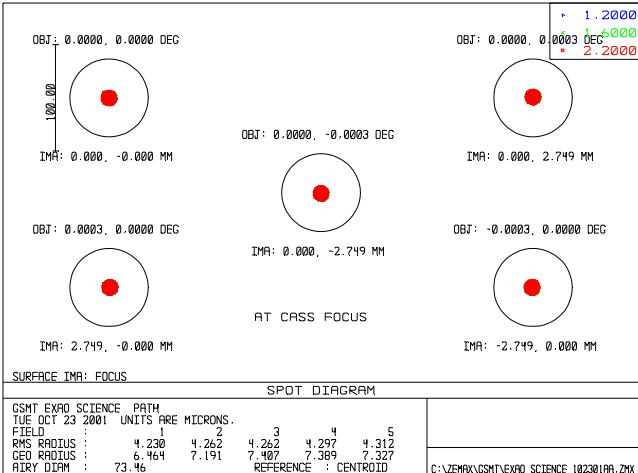 1.2000
OBJ: 0.0000, 0.0000 DEG
OBJ: 0.0000, 0.0003 DEG
1.6000
2.2000
100.00
OBJ: 0.0000, -0.0003 DEG
IMA: 0.000, -0.000 MM
IMA: 0.000, 2.749 MM
OBJ: 0.0003, 0.0000 DEG
OBJ: -0.0003, 0.0000 DEG
IMA: 0.000, -2.749 MM
AT CASS FOCUS
IMA: 2.749, -0.000 MM
IMA: -2.749, 0.000 MM
SURFACE IMA: FOCUS
SPOT DIAGRAM
GSMT EXAO SCIENCE PATH
TUE OCT 23 2001 UNITS ARE MICRONS.
FIELD : 1 2 3 4 5
RMS RADIUS : 4.230 4.262 4.262 4.297 4.312
GEO RADIUS : 6.464 7.191 7.407 7.389 7.327
AIRY DIAM : 73.46 REFERENCE : CENTROID
C:\ZEMAX\GSMT\EXAO SCIENCE 102301AA.ZMX